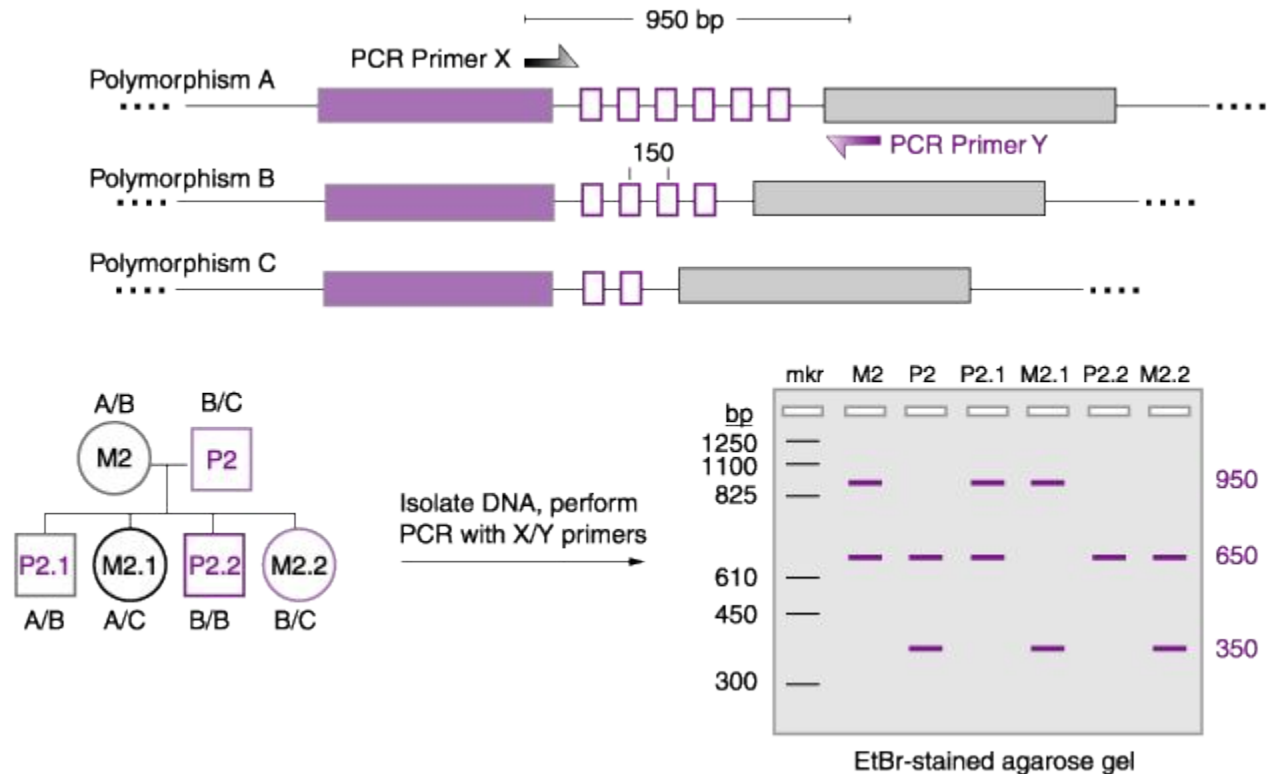 950 bp
PCR Primer X
Polymorphism A
PCR Primer Y
150
Polymorphism B
Polymorphism C
A/B B/C
M2 P2
P2.1 M2.1 P2.2 M2.2
A/B A/C B/B B/C
Isolate DNA, perform
PCR with X/Y primers
mkr M2 P2 P2.1 M2.1 P2.2 M2.2
bp
1250
1100
825
610
450
300
950
650
350
EtBr-stained agarose gel